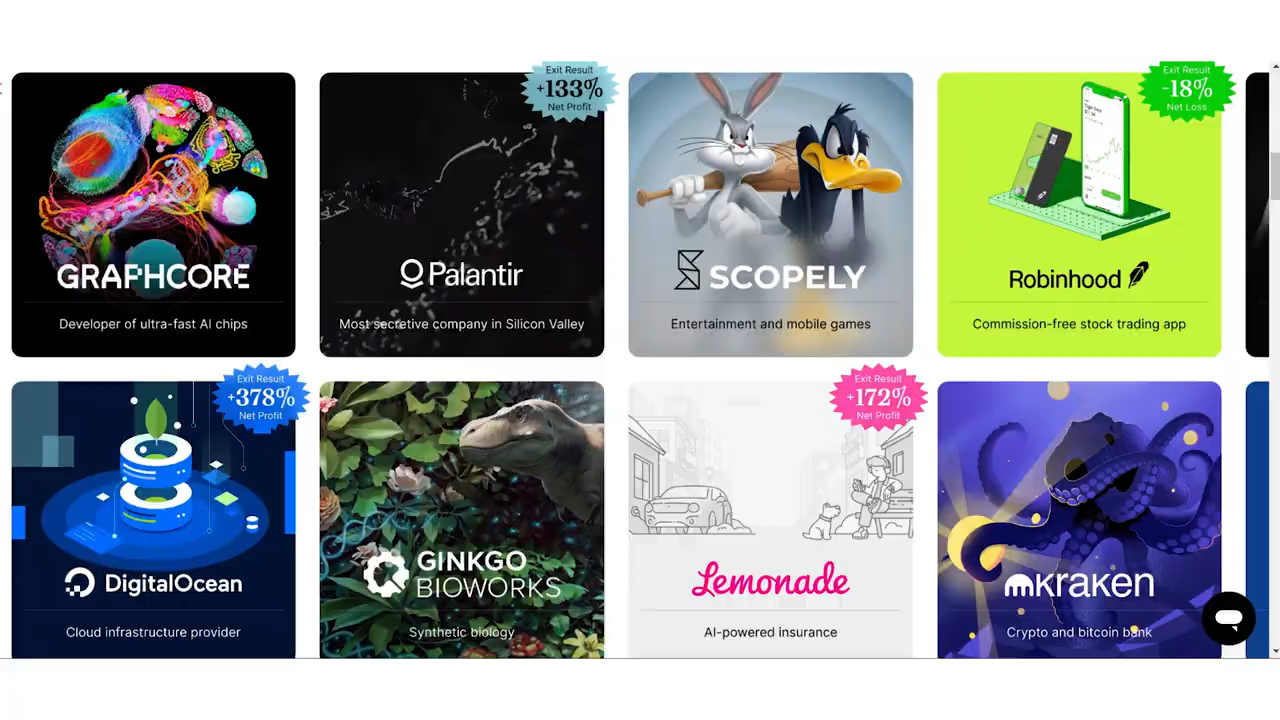 GRAPHCORE
Developer of ultra-fast AI chips
Exit Result
+133%
Net Profit
Palantir
Most secretive company in Silicon Valley
SCOPELY
Entertainment and mobile games
Exit Result
-18%
Net Loss
Robinhood
Commission-free stock trading app
Exit Result
+378%
Net Profit
DigitalOcean
Cloud infrastructure provider
GINKGO
BIOWORKS
Synthetic biology
Exit Result
+172%
Net Profit
Lemonade
AI-powered insurance
mkraken
Crypto and bitcoin bank